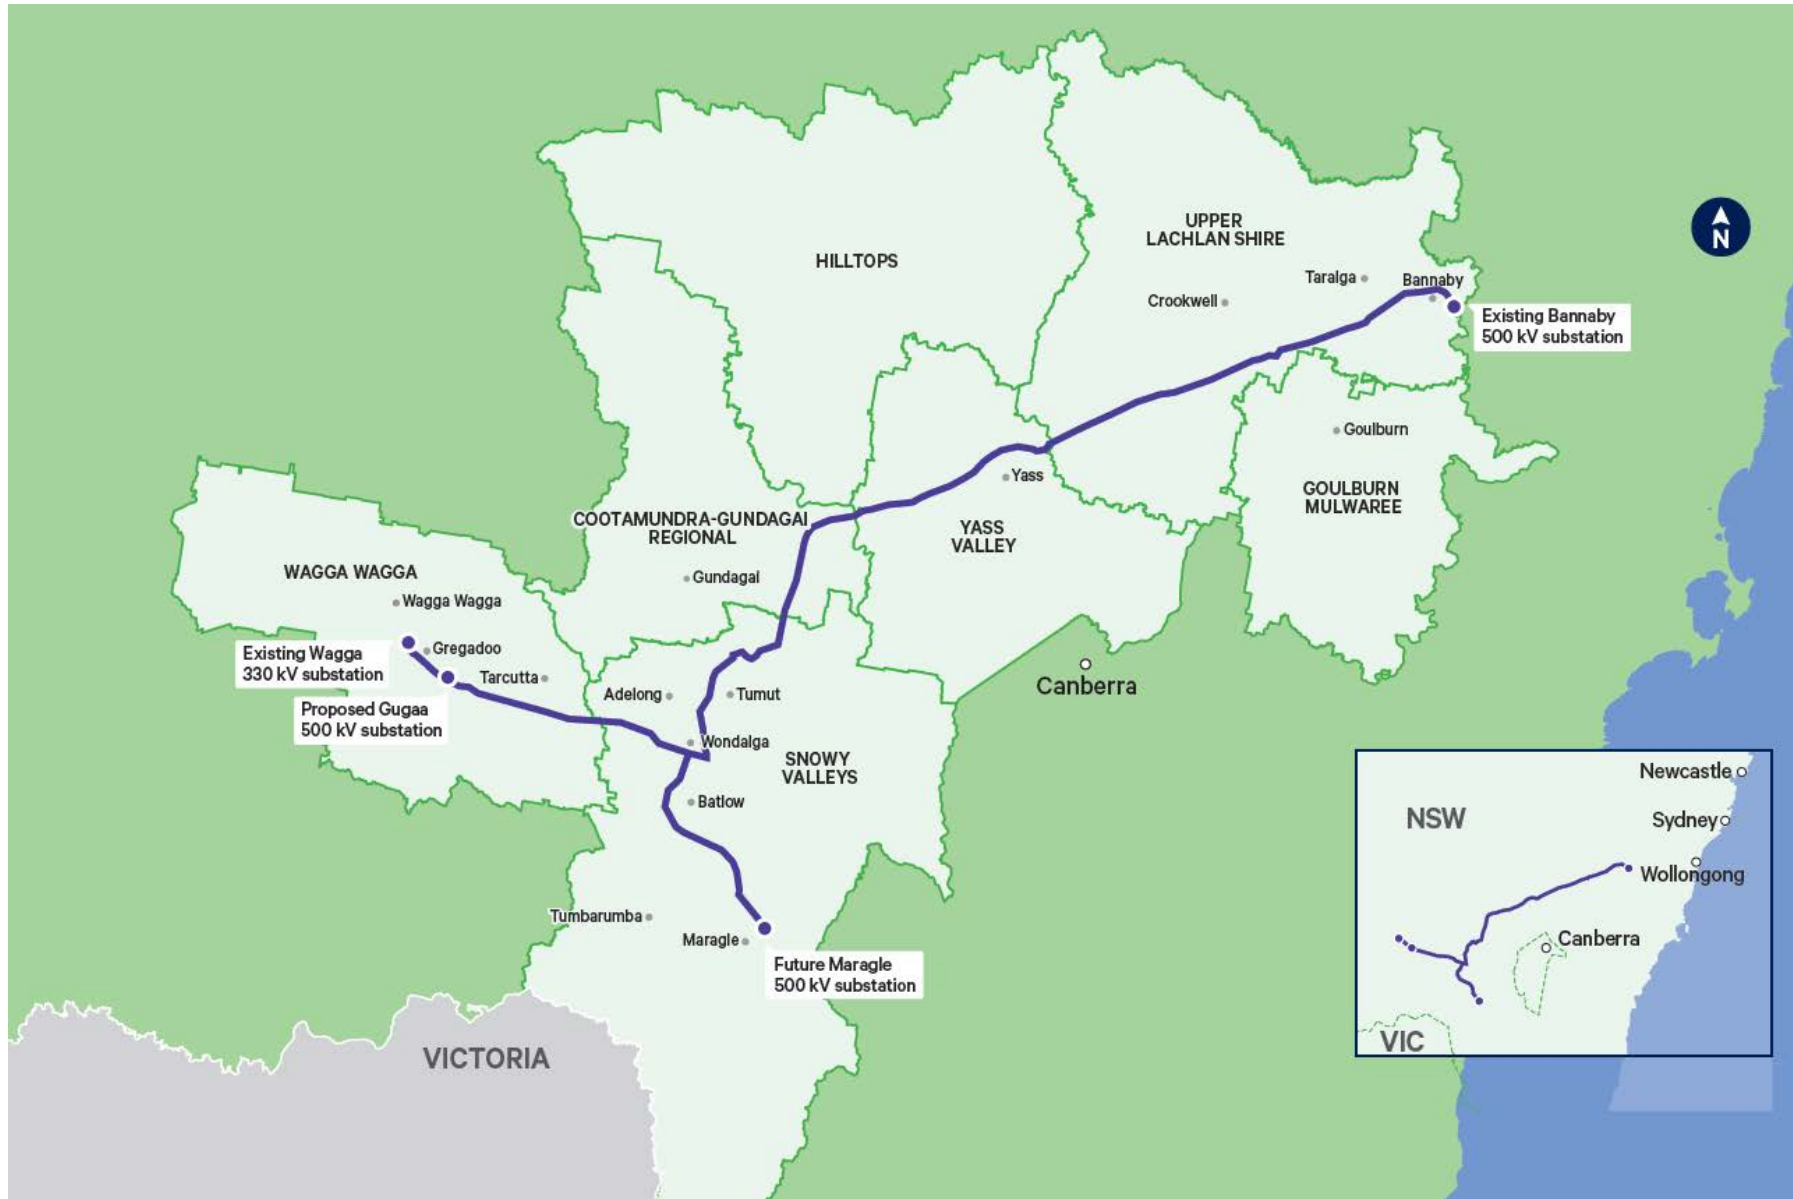 UPPER
LACHLAN SHIRE
N
HILLTOPS
Taralga
Bannaby
Crookwell
Existing Bannaby
500 kV substation
Goulburn
Yass
GOULBURN
MULWAREE
COOTAMUNDRA-GUNDAGAI
REGIONAL
YASS
VALLEY
WAGGA WAGGA
Gundagai
Wagga Wagga
Existing Wagga
330 kV substation
Gregadoo
Tarcutta
Adelong
Tumut
Canberra
Proposed Gugaa
500 kV substation
Wondalga
SNOWY
VALLEYS
Batlow
Tumbarumba
Maragle
Future Maragle
500 kV substation
VICTORIA
Newcastle
NSW
Sydney
Wollongong
Canberra
VIC